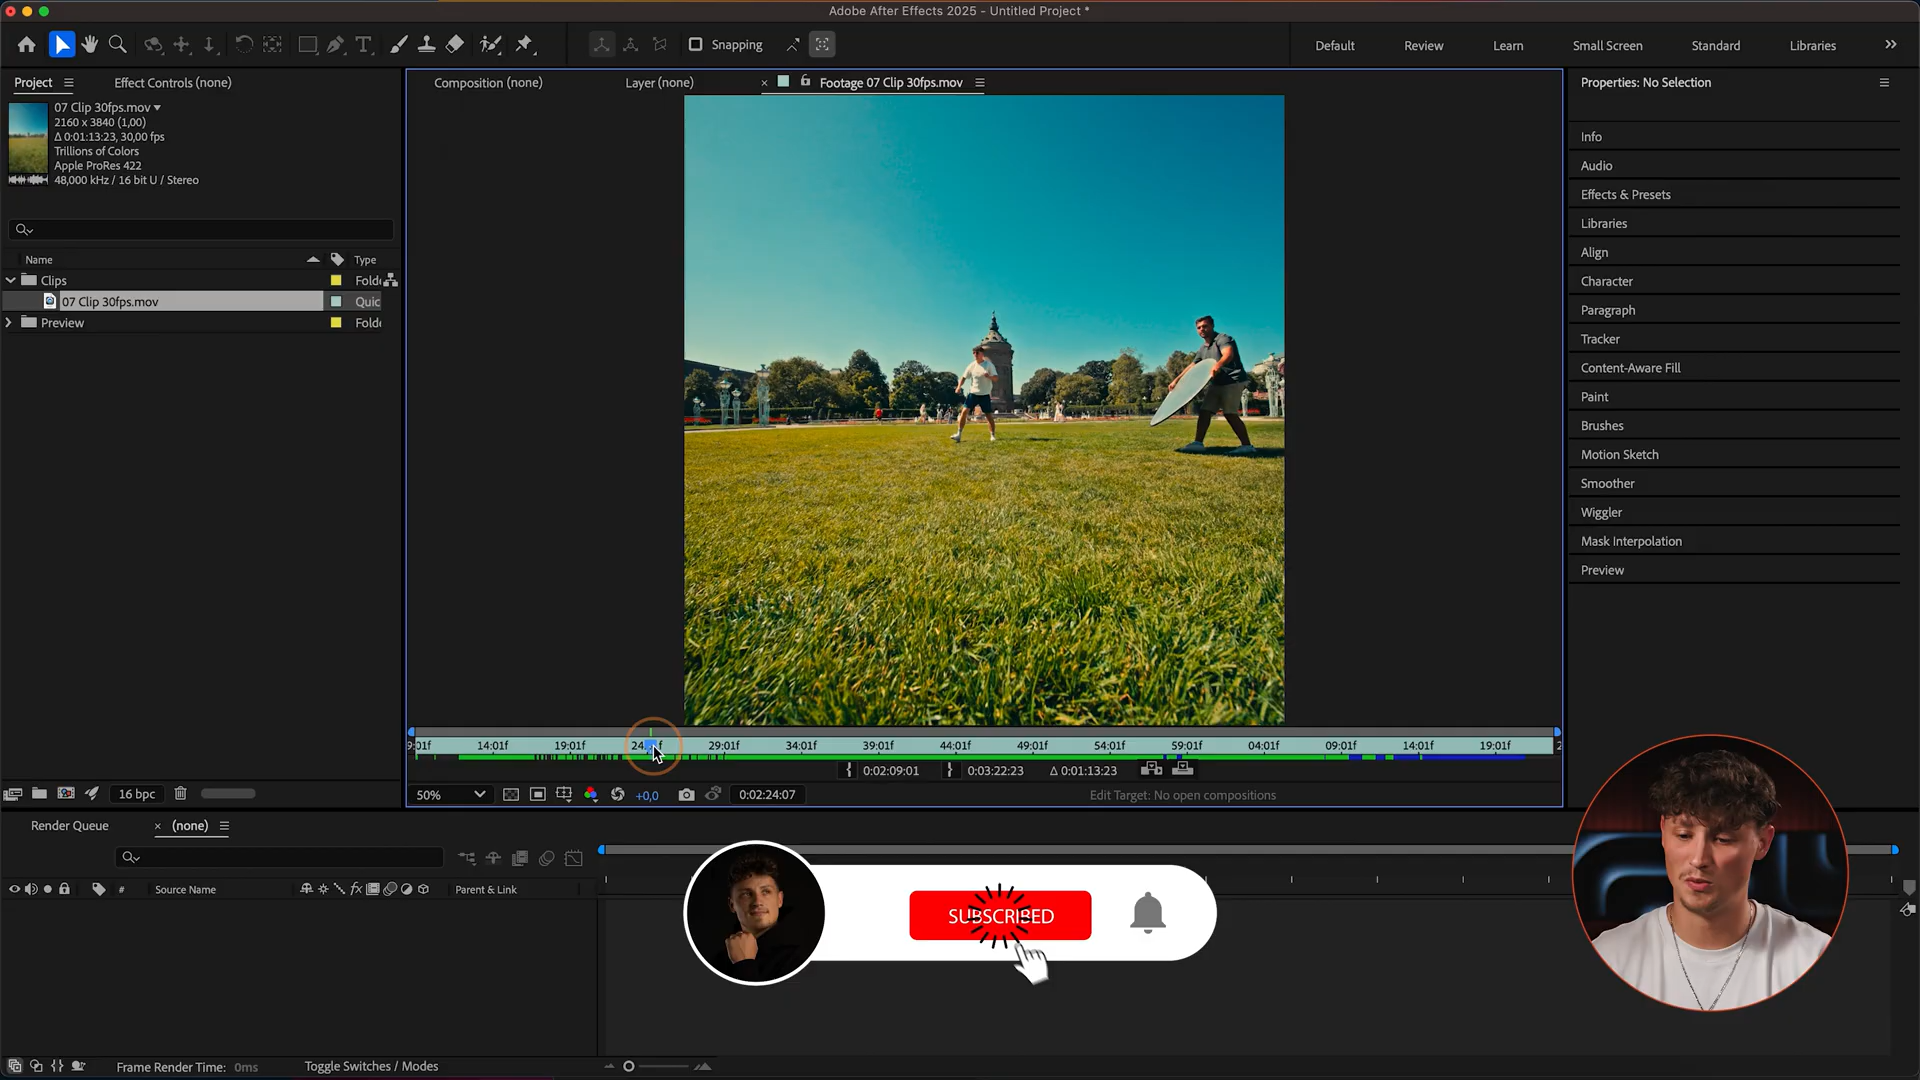 Adobe After Effects 2025 - Untitled Project *
Snapping
Default
Review
Learn
Small Screen
Standard
Libraries
Project
Effect Controls (none)
07 Clip 30fps.mov
2160 x 3840 (1,00)
Δ 0:01:13:23, 30,00 fps
Trillions of Colors
Apple ProRes 422
48,000 kHz / 16 bit U / Stereo
Name
Type
Clips
Fold
07 Clip 30fps.mov
Quic
Preview
Fold
Composition (none)
Layer (none)
Footage 07 Clip 30fps.mov
9:01f 14:01f 19:01f 29:01f 34:01f 39:01f 44:01f 49:01f 54:01f 59:01f 04:01f 09:01f 14:01f 19:01f
0:02:09:01
0:03:22:23
Δ 0:01:13:23
50%
+0,0
0:02:24:07
Edit Target: No open compositions
Properties: No Selection
Info
Audio
Effects & Presets
Libraries
Align
Character
Paragraph
Tracker
Content-Aware Fill
Paint
Brushes
Motion Sketch
Smoother
Wiggler
Mask Interpolation
Preview
16 bpc
Render Queue
(none)
#
Source Name
fx
Parent & Link
SUBSCRIBED
Frame Render Time: 0ms
Toggle Switches / Modes